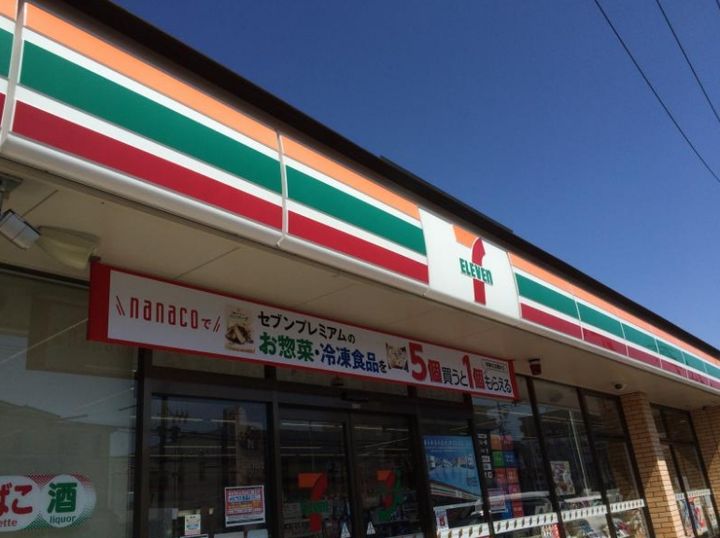 ELEVEN
nanacoで
セブンプレミアムの
お惣菜・冷凍食品を
5個買うと1個もらえる
ばこ 酒
ette liquor